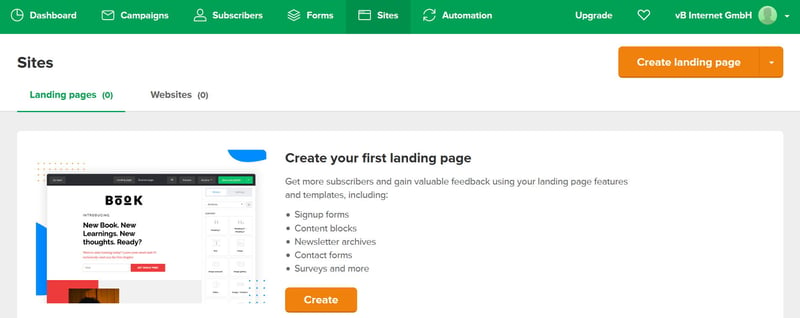 Dashboard
Campaigns
Subscribers
Forms
Sites
Automation
Upgrade
vB Internet GmbH
Sites
Create landing page
Landing pages (0)
Websites (0)
Create your first landing page
Get more subscribers and gain valuable feedback using your landing page features
and templates, including:
Signup forms
Content blocks
Newsletter archives
Contact forms
Surveys and more
Create
BOOK
INTRODUCING
New Book. New
Learnings. New
thoughts. Ready?